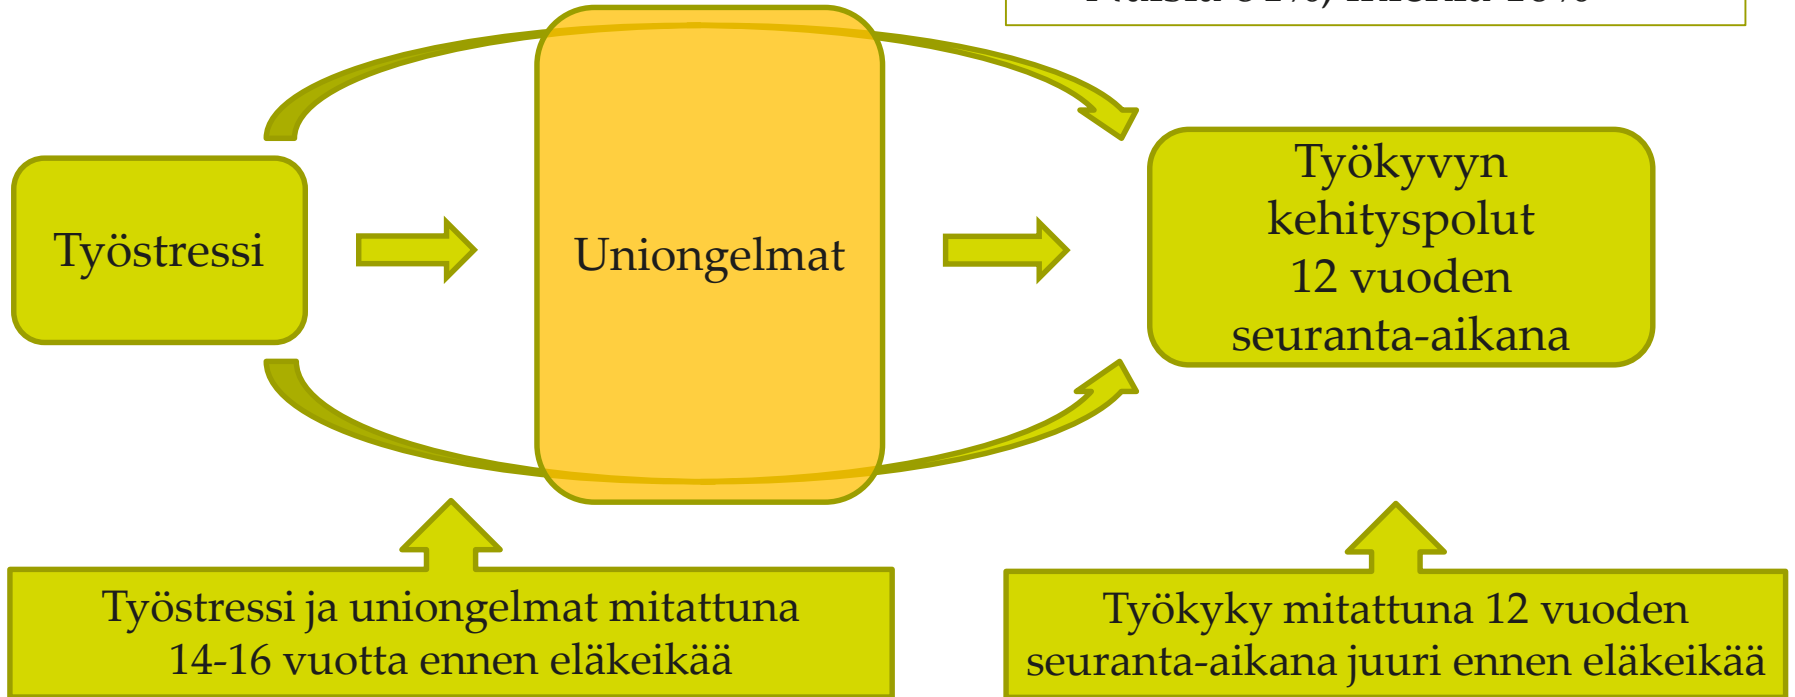 Työstressi
Uniongelmat
Työkyvyn
kehityspolut
12 vuoden
seuranta-aikana
Työstressi ja uniongelmat mitattuna
14-16 vuotta ennen eläkeikää
Työkyky mitattuna 12 vuoden
seuranta-aikana juuri ennen eläkeikää